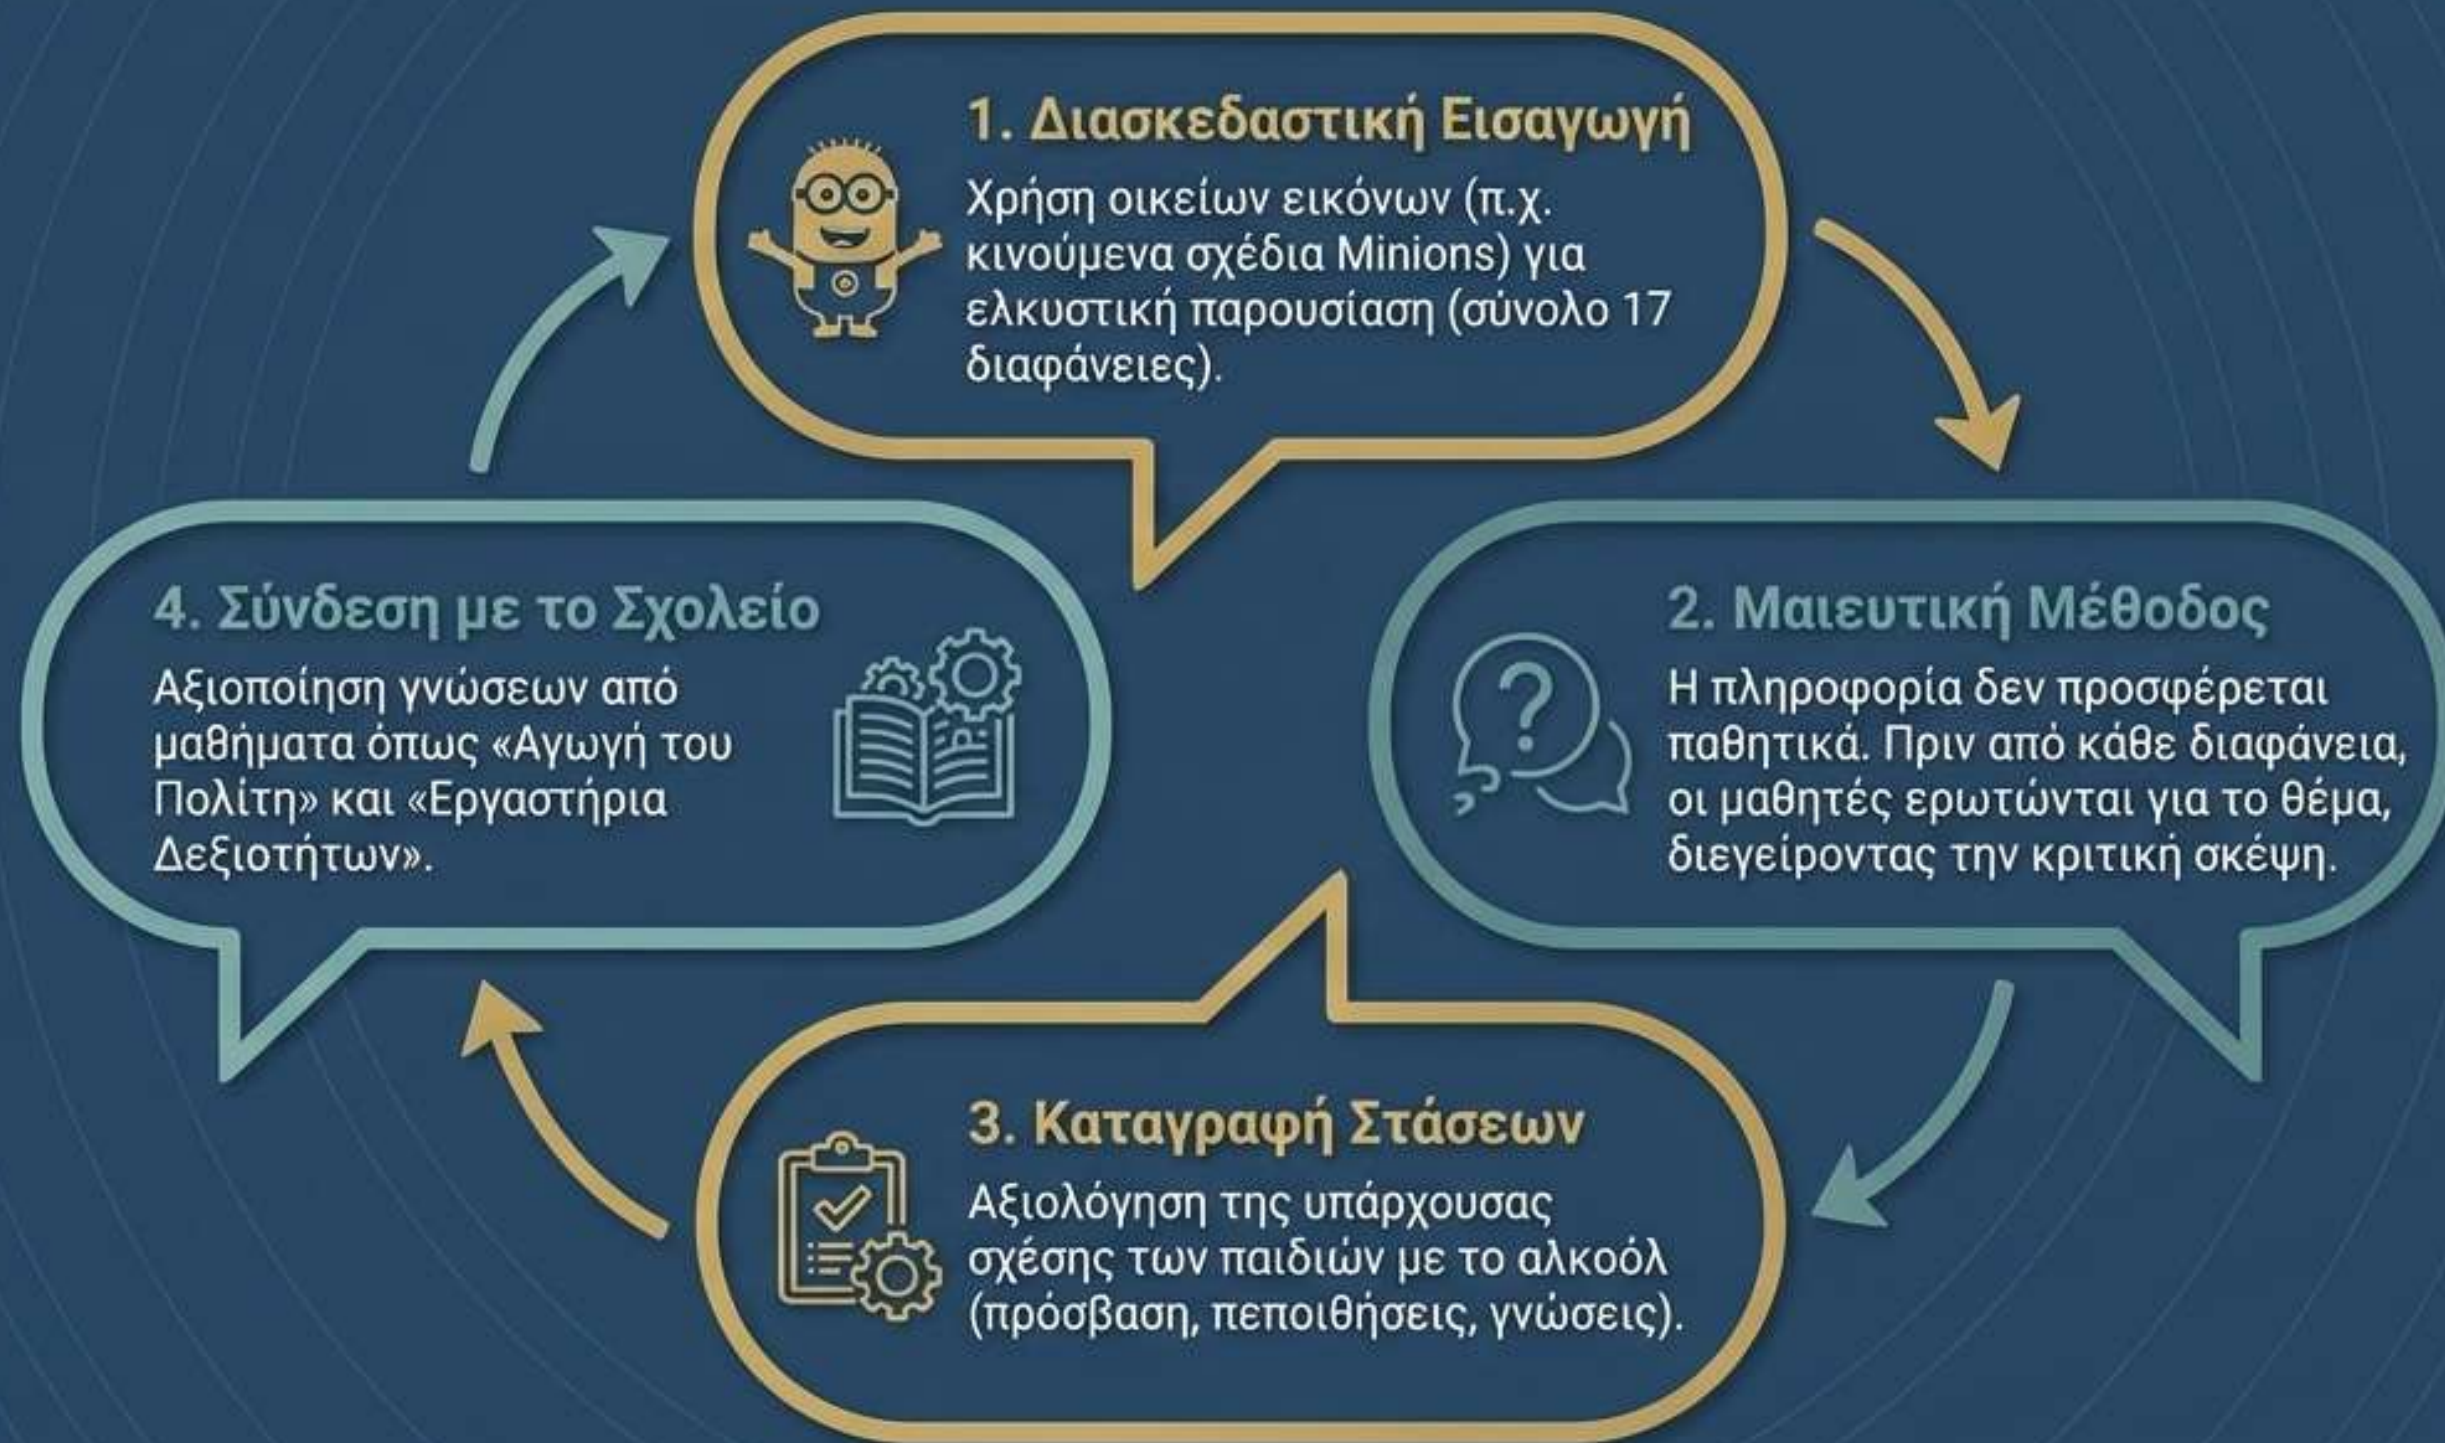 1. Διασκεδαστική Εισαγωγή
Χρήση οικείων εικόνων (π.χ.
κινούμενα σχέδια Minions) για
ελκυστική παρουσίαση (σύνολο 17
διαφάνειες).
2. Μαιευτική Μέθοδος
Η πληροφορία δεν προσφέρεται
παθητικά. Πριν από κάθε διαφάνεια,
οι μαθητές ερωτώνται για το θέμα,
διεγείροντας την κριτική σκέψη.
3. Καταγραφή Στάσεων
Αξιολόγηση της υπάρχουσας
σχέσης των παιδιών με το αλκοόλ
(πρόσβαση, πεποιθήσεις, γνώσεις).
4. Σύνδεση με το Σχολείο
Αξιοποίηση γνώσεων από
μαθήματα όπως «Αγωγή του
Πολίτη» και «Εργαστήρια
Δεξιοτήτων».